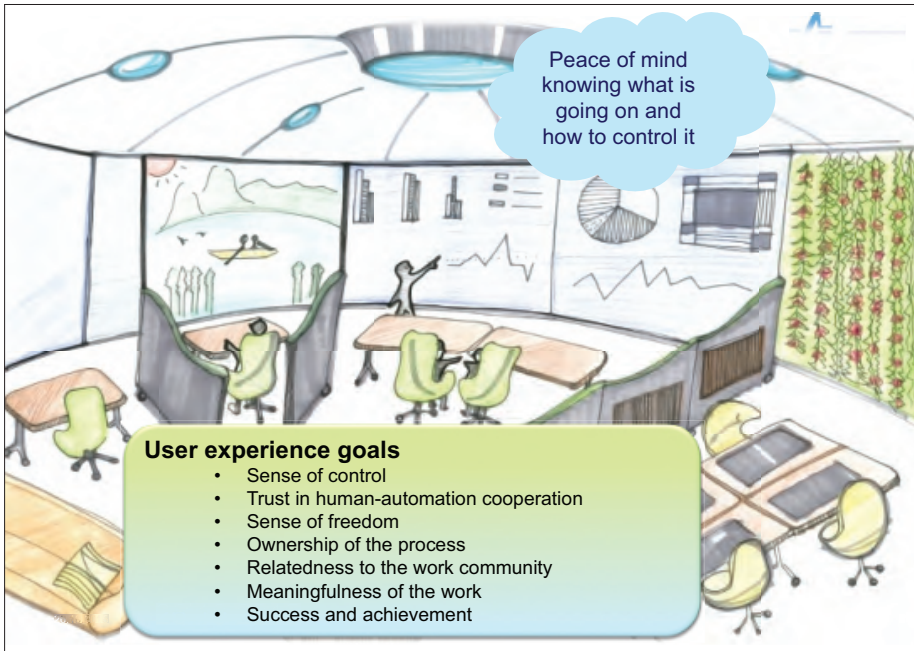 Peace of mind
knowing what is
going on and
how to control it
User experience goals
• Sense of control
• Trust in human-automation cooperation
• Sense of freedom
• Ownership of the process
• Relatedness to the work community
• Meaningfulness of the work
• Success and achievement